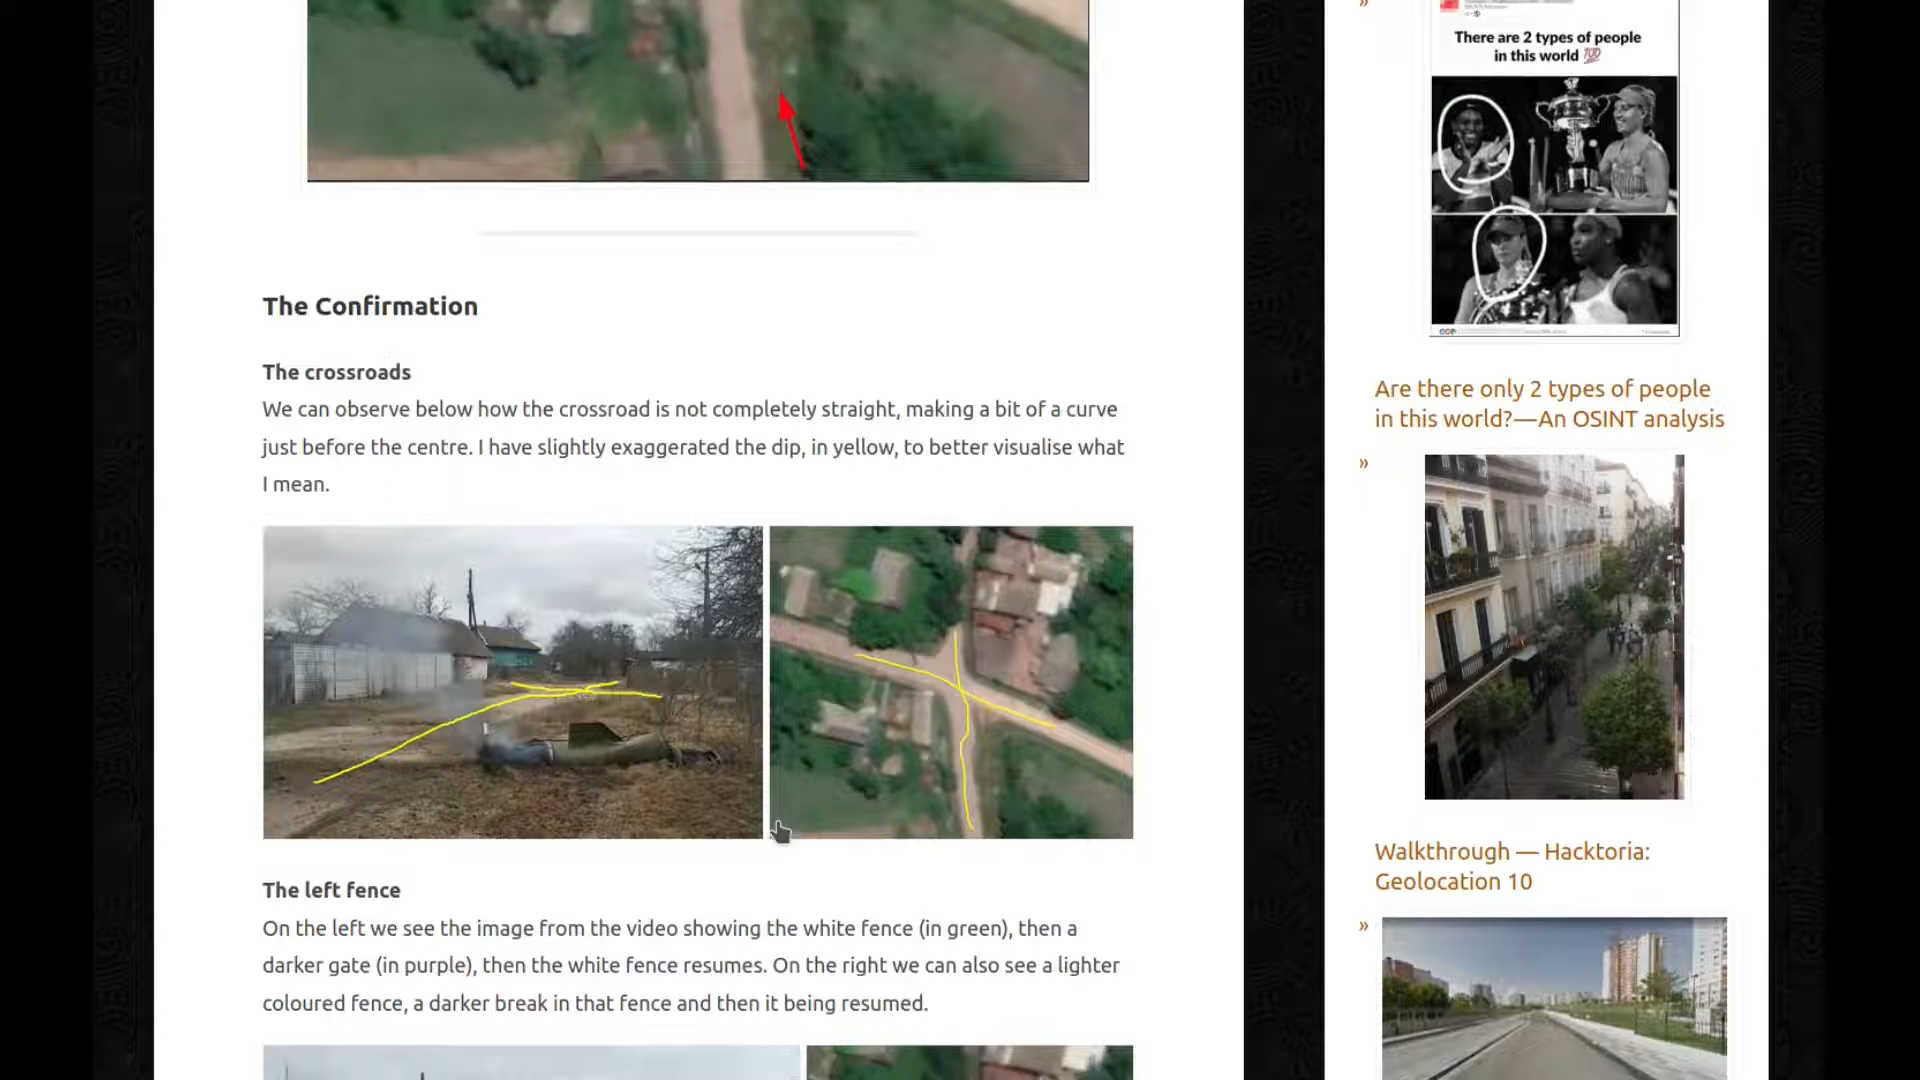 There are 2 types of people
in this world 💯
The Confirmation
The crossroads
We can observe below how the crossroad is not completely straight, making a bit of a curve
just before the centre. I have slightly exaggerated the dip, in yellow, to better visualise what
I mean.
The left fence
On the left we see the image from the video showing the white fence (in green), then a
darker gate (in purple), then the white fence resumes. On the right we can also see a lighter
coloured fence, a darker break in that fence and then it being resumed.
»
Are there only 2 types of people
in this world?—An OSINT analysis
»
Walkthrough — Hacktoria:
Geolocation 10
»